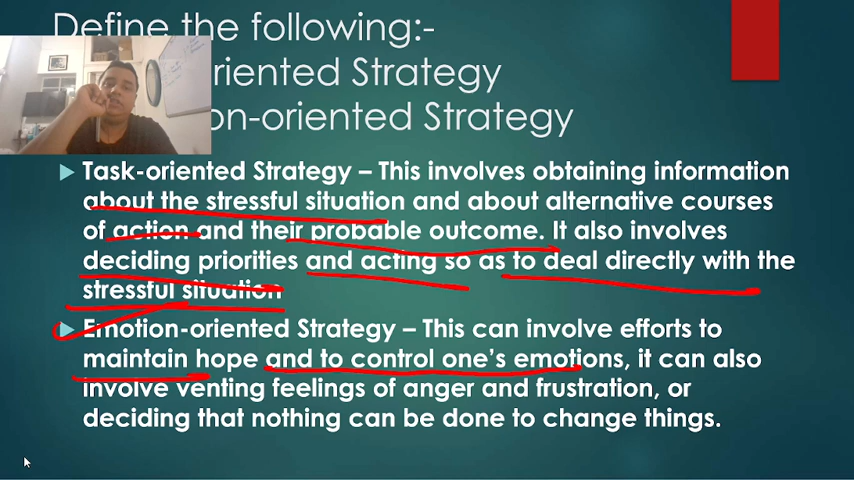 Define the following:-
riented Strategy
on-oriented Strategy
Task-oriented Strategy – This involves obtaining information
about the stressful situation and about alternative courses
of action and their probable outcome. It also involves
deciding priorities and acting so as to deal directly with the
stressful situation
Emotion-oriented Strategy – This can involve efforts to
maintain hope and to control one's emotions, it can also
involve venting feelings of anger and frustration, or
deciding that nothing can be done to change things.